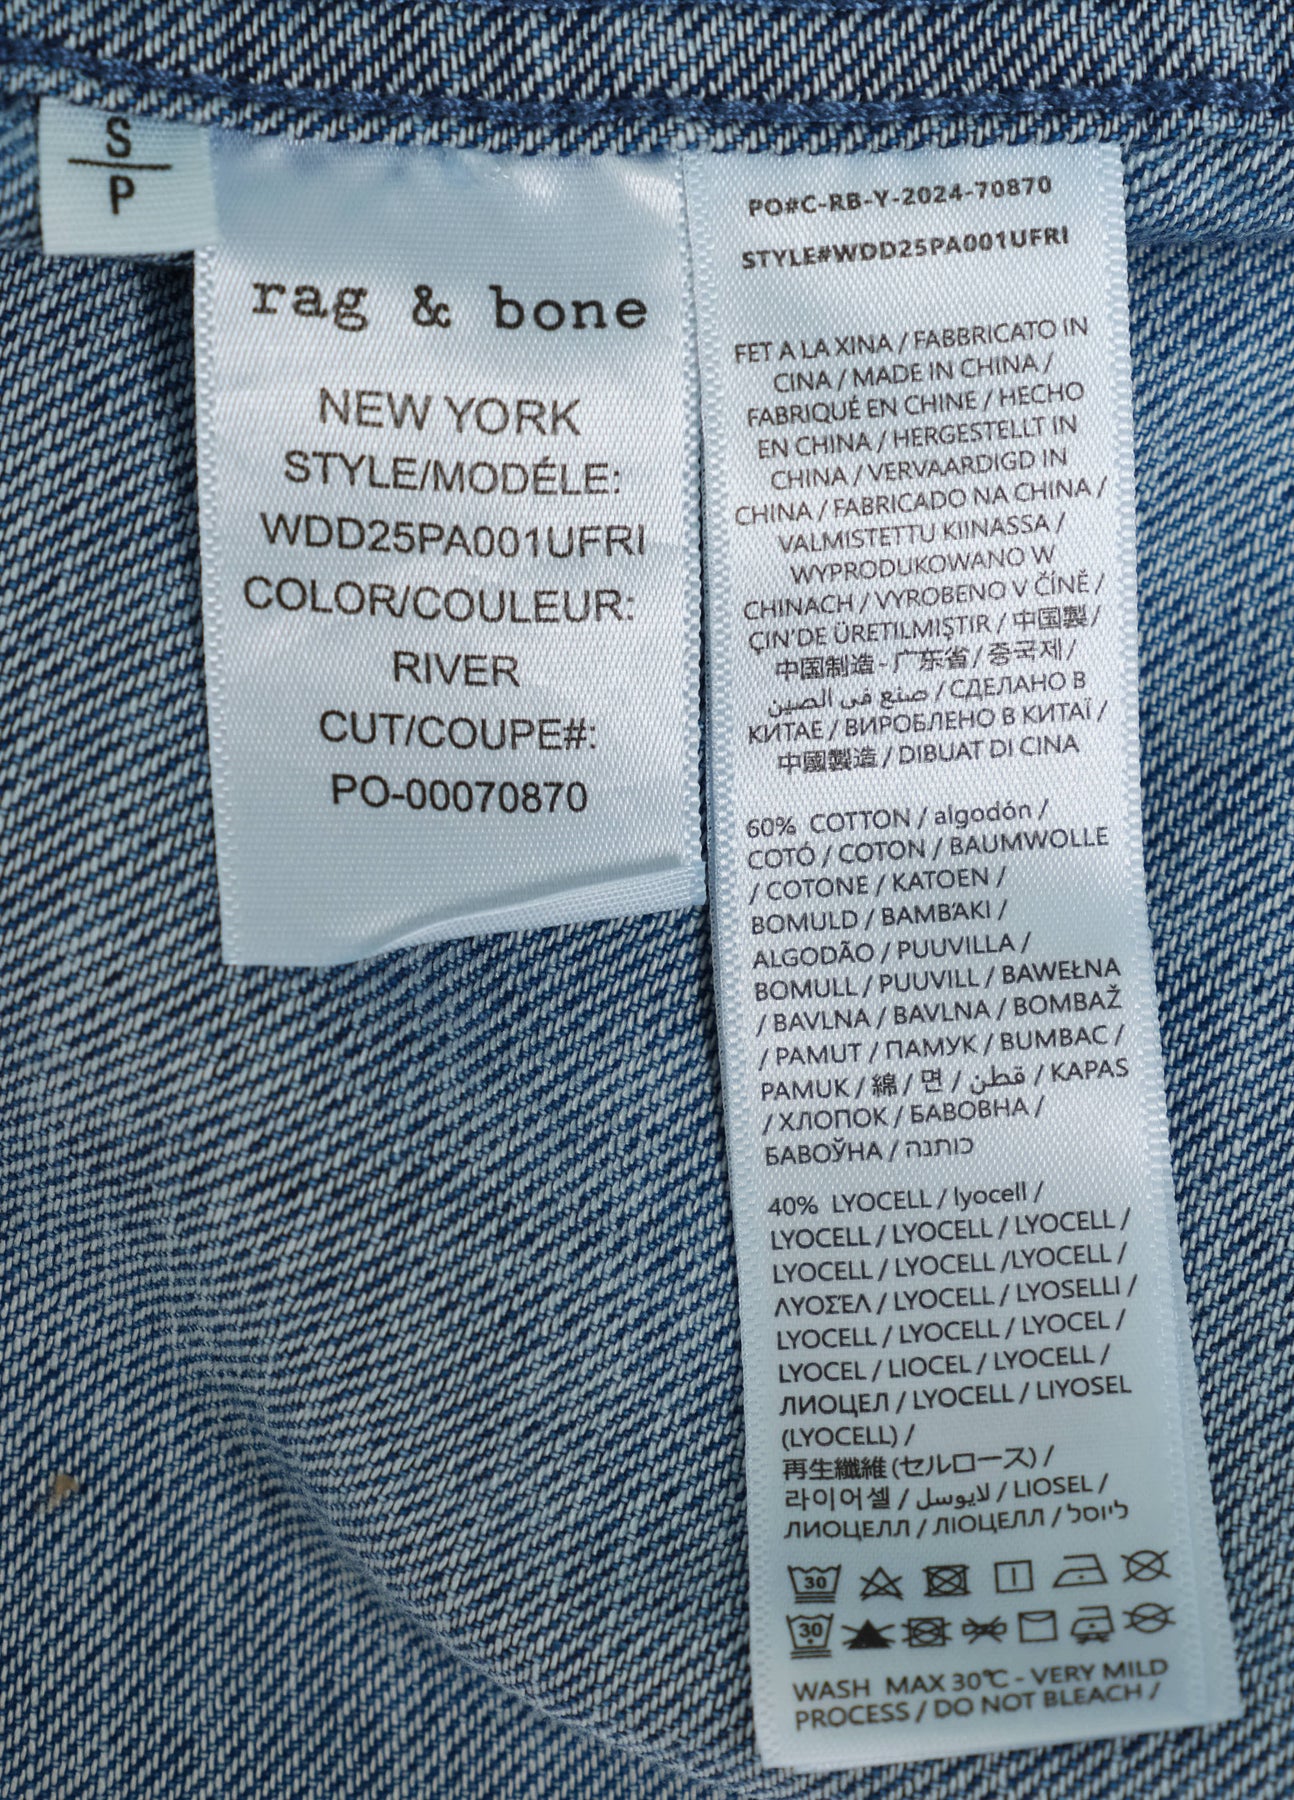 S
P
rag & bone
NEW YORK
STYLE/MODÉLE:
WDD25PA001UFRI
COLOR/COULEUR:
RIVER
CUT/COUPE#:
PO-00070870
PO#C-RB-Y-2024-70870
STYLE#WDD25PA001UFRI
FET A LA XINA / FABBRICATO IN
CINA / MADE IN CHINA /
FABRIQUÉ EN CHINE / HECHO
EN CHINA / HERGESTELLT IN
CHINA / VERVAARDIGD IN
CHINA / FABRICADO NA CHINA /
VALMISTETTU KIINASSA /
WYPRODUKOWANO W
CHINACH / VYROBENO V ČÍNĚ /
ÇIN'DE ÜRETILMIŞTIR / 中国製 /
中国制造 - 广东省 / 중국제 /
صنع في الصين / СДЕЛАНО В
КИТАЕ / ВИРОБЛЕНО В КИТАЇ /
中國製造 / DIBUAT DI CINA
60% COTTON / algodón /
COTÓ / COTON / BAUMWOLLE
/ COTONE / KATOEN /
BOMULD / BAMB'AKI /
ALGODÃO / PUUVILLA /
BOMULL / PUUVILL / BAWEŁNA
/ BAVLNA / BAVLNA / BOMBAŽ
/ PAMUT / ПАМУК / BUMBAC /
PAMUK / 綿 / 면 / قطن / KAPAS
/ ХЛОПОК / БАВОВНА /
БАВОЎНА / כותנה
40% LYOCELL / lyocell /
LYOCELL / LYOCELL / LYOCELL /
LYOCELL / LYOCELL /LYOCELL /
ΛΥΟΣΈΛ / LYOCELL / LYOSELLI /
LYOCELL / LYOCELL / LYOCEL /
LYOCEL / LIOCEL / LYOCELL /
ЛИОЦЕЛ / LYOCELL / LIYOSEL
(LYOCELL) /
再生繊維 (セルロース) /
라이어셀 / لايوسل / LIOSEL /
ЛИОЦЕЛЛ / ЛІОЦЕЛЛ / ליוסל
30
30
WASH MAX 30℃ - VERY MILD
PROCESS / DO NOT BLEACH /